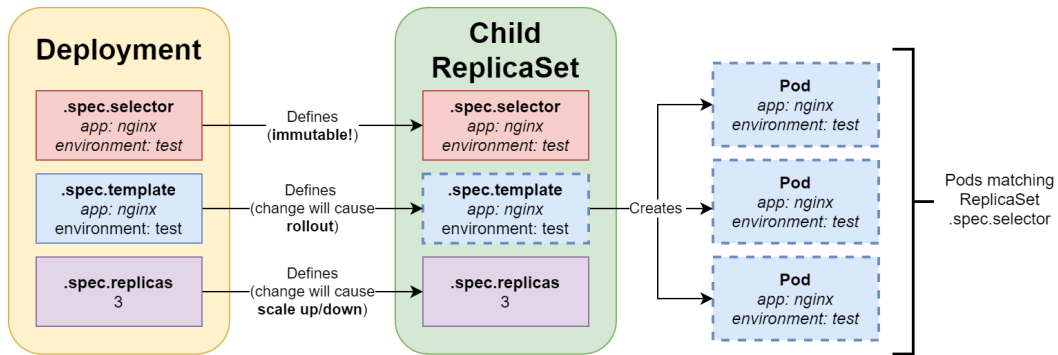 Deployment
.spec.selector
app: nginx
environment: test
.spec.template
app: nginx
environment: test
.spec.replicas
3
Defines
(immutable!)
Defines
(change will cause
rollout)
Defines
(change will cause
scale up/down)
Child
ReplicaSet
.spec.selector
app: nginx
environment: test
.spec.template
app: nginx
environment: test
.spec.replicas
3
Creates
Pod
app: nginx
environment: test
Pod
app: nginx
environment: test
Pod
app: nginx
environment: test
Pods matching
ReplicaSet
.spec.selector